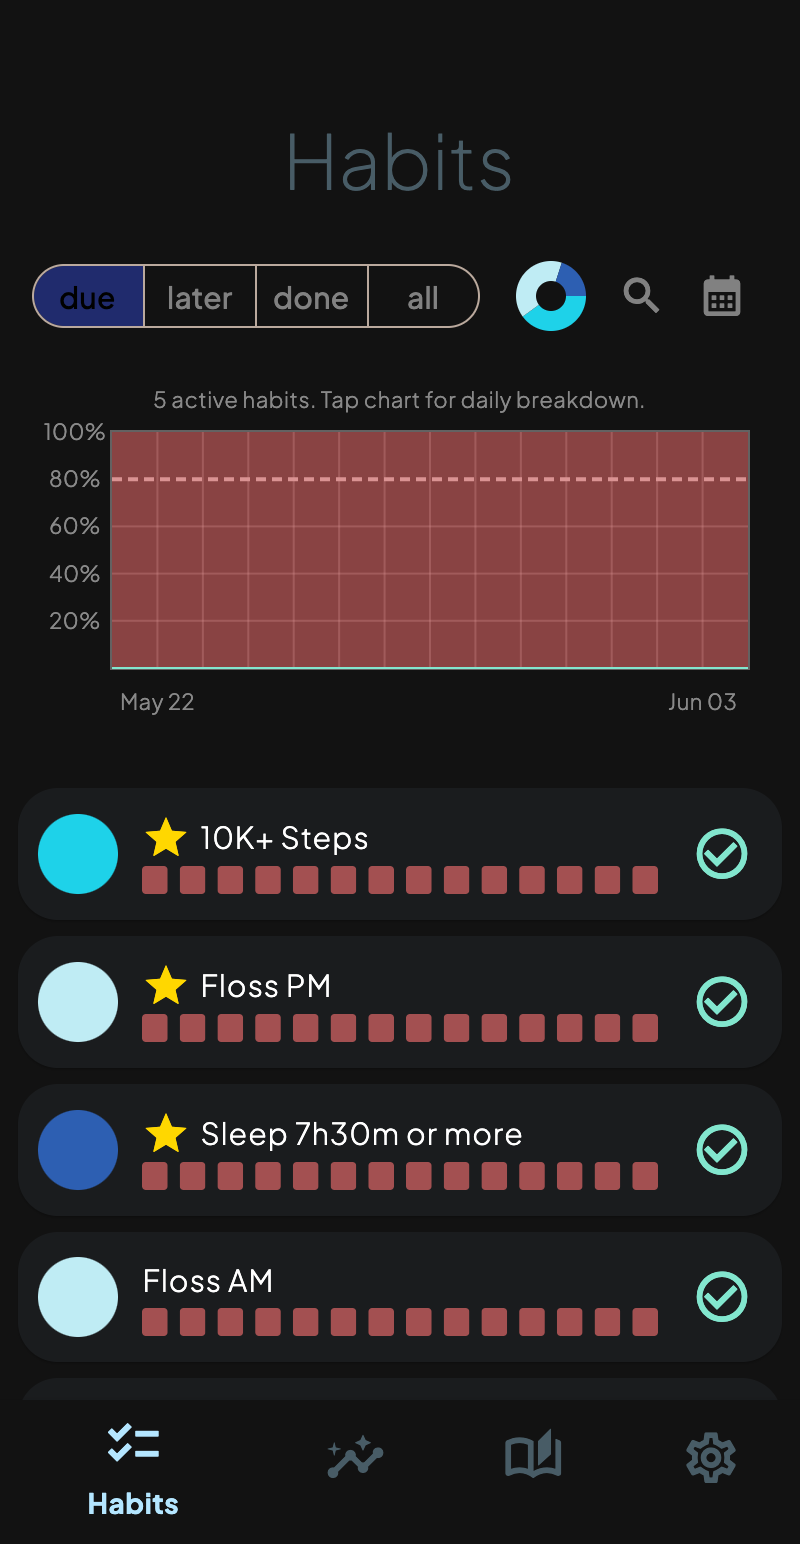 Habits
due later done all
5 active habits. Tap chart for daily breakdown.
100%
80%
60%
40%
20%
May 22 Jun 03
10K+ Steps
Floss PM
Sleep 7h30m or more
Floss AM
Habits